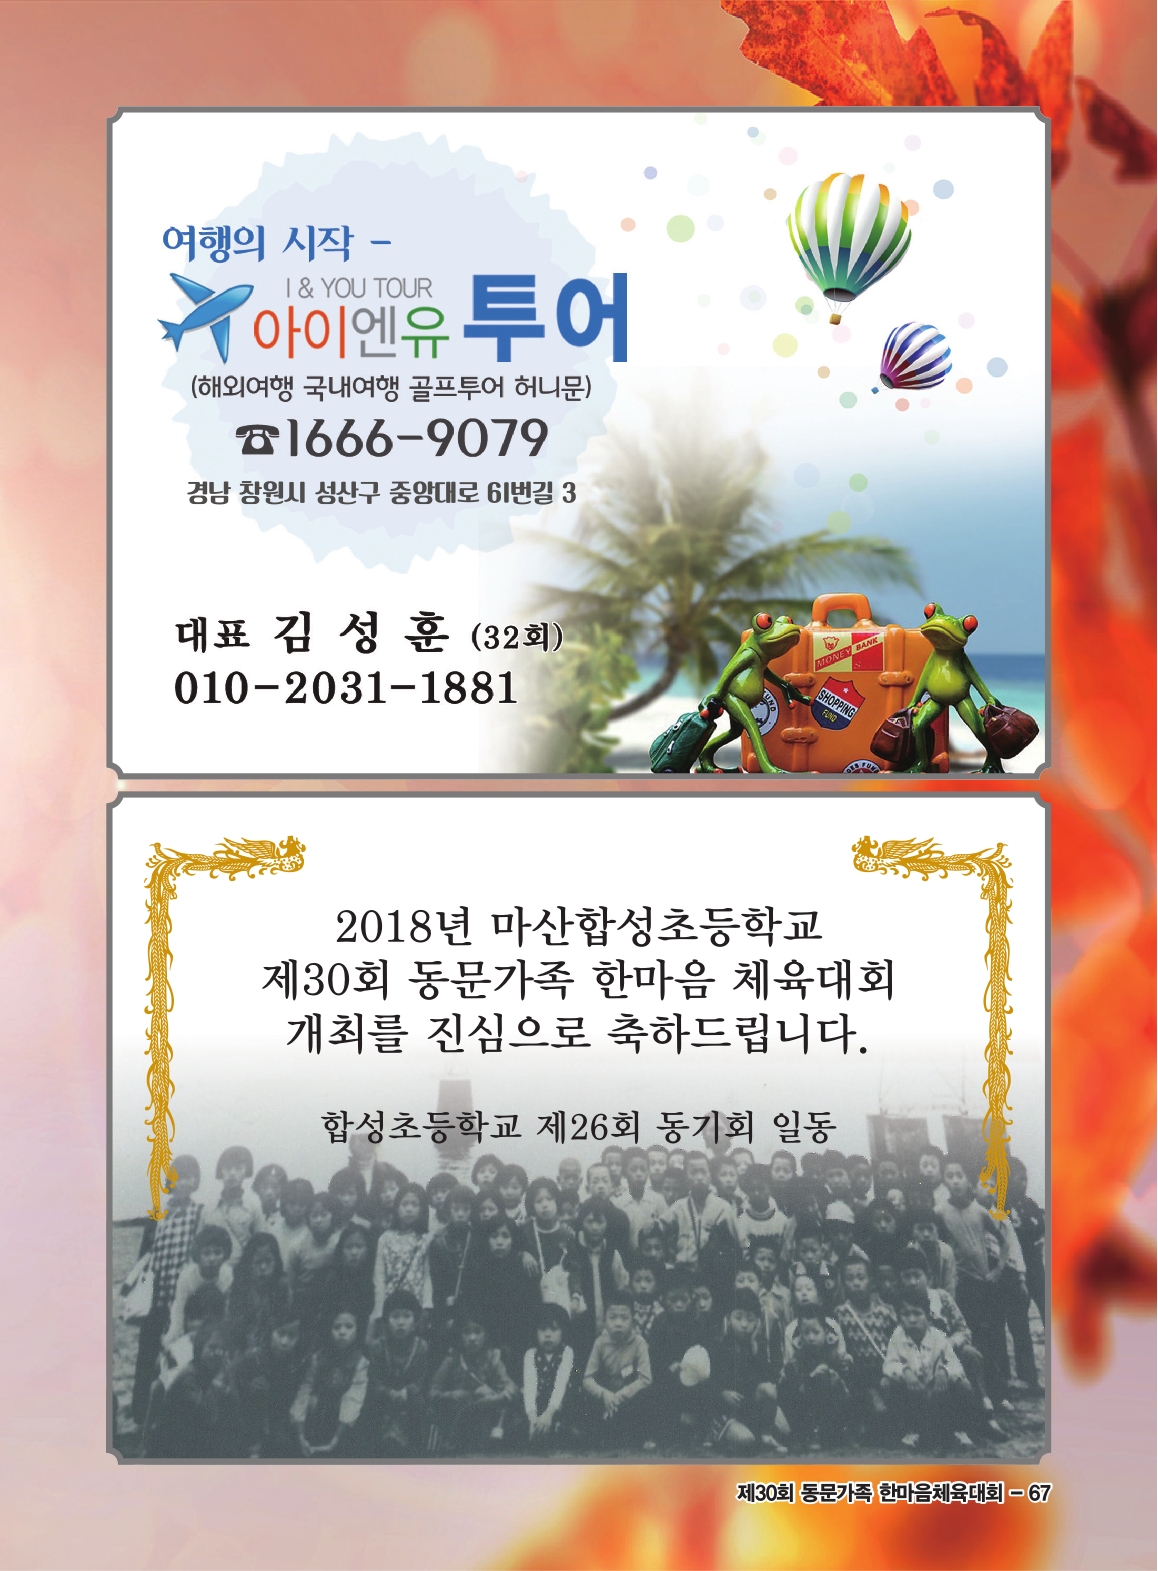 여행의 시작 -
I & YOU TOUR
아이엔유 투어
(해외여행 국내여행 골프투어 허니문)
☎1666-9079
경남 창원시 성산구 중앙대로 61번길 3
대표 김 성 훈 (32회)
010-2031-1881
MONEY BANK
SHOPPING
FUND
2018년 마산합성초등학교
제30회 동문가족 한마음 체육대회
개최를 진심으로 축하드립니다.
합성초등학교 제26회 동기회 일동
제30회 동문가족 한마음체육대회 - 67